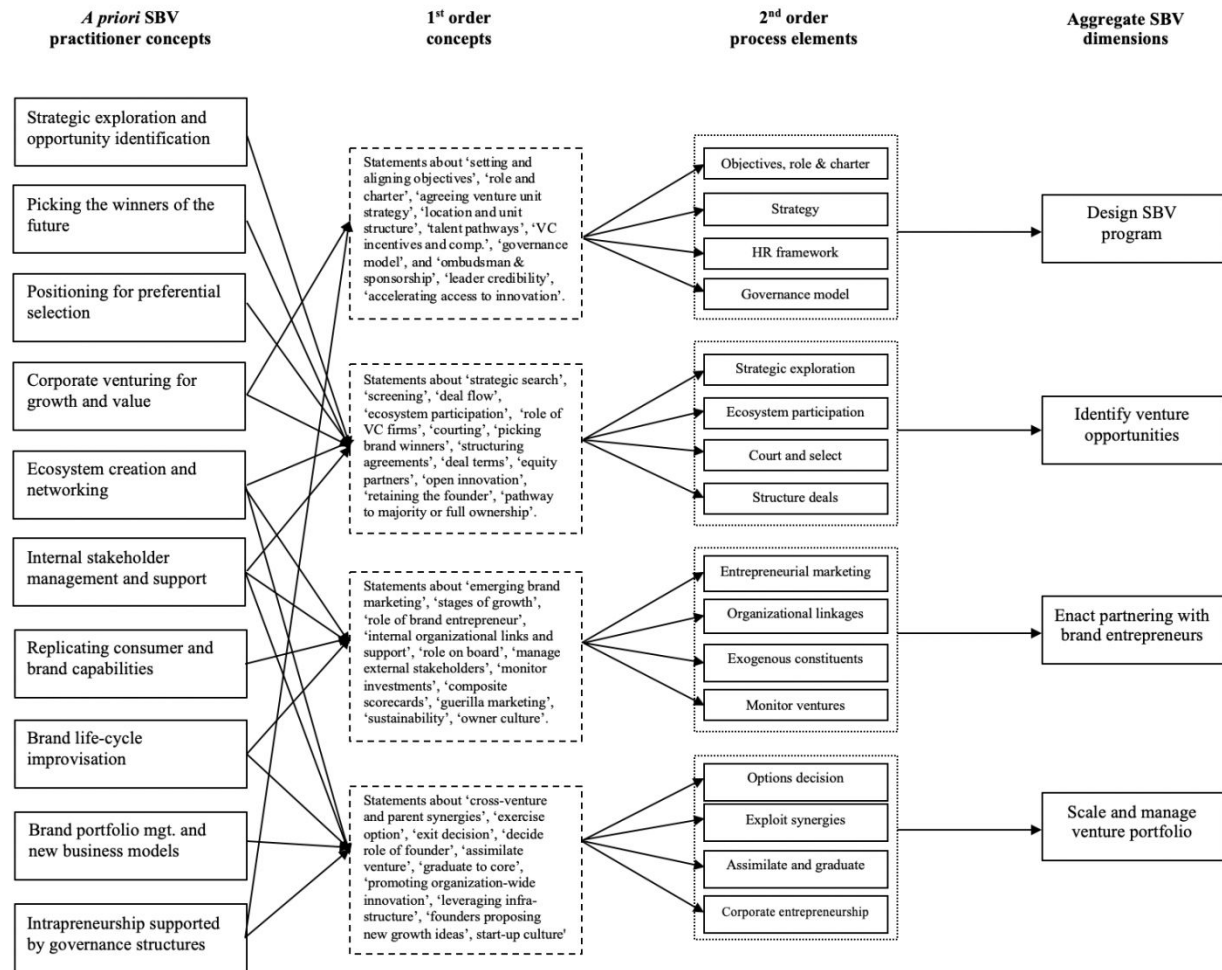 A priori SBV
practitioner concepts
1st order
concepts
2nd order
process elements
Aggregate SBV
dimensions
Strategic exploration and
opportunity identification
Picking the winners of the
future
Positioning for preferential
selection
Corporate venturing for
growth and value
Ecosystem creation and
networking
Internal stakeholder
management and support
Replicating consumer and
brand capabilities
Brand life-cycle
improvisation
Brand portfolio mgt. and
new business models
Intrapreneurship supported
by governance structures
Statements about ‘setting and
aligning objectives’, ‘role and
charter’, ‘agreeing venture unit
strategy’, ‘location and unit
structure’, ‘talent pathways’, ‘VC
incentives and comp.’, ‘governance
model’, and ‘ombudsman &
sponsorship’, ‘leader credibility’,
‘accelerating access to innovation’.
Statements about ‘strategic search’,
‘screening’, ‘deal flow’,
‘ecosystem participation’, ‘role of
VC firms’, ‘courting’, ‘picking
brand winners’, ‘structuring
agreements’, ‘deal terms’, ‘equity
partners’, ‘open innovation’,
‘retaining the founder’, ‘pathway
to majority or full ownership’.
Statements about ‘emerging brand
marketing’, ‘stages of growth’,
‘role of brand entrepreneur’,
‘internal organizational links and
support’, ‘role on board’, ‘manage
external stakeholders’, ‘monitor
investments’, ‘composite
scorecards’, ‘guerilla marketing’,
‘sustainability’, ‘owner culture’.
Statements about ‘cross-venture
and parent synergies’, ‘exercise
option’, ‘exit decision’, ‘decide
role of founder’, ‘assimilate
venture’, ‘graduate to core’,
‘promoting organization-wide
innovation’, ‘leveraging infra-
structure’, ‘founders proposing
new growth ideas’, start-up culture'
Objectives, role & charter
Strategy
HR framework
Governance model
Strategic exploration
Ecosystem participation
Court and select
Structure deals
Entrepreneurial marketing
Organizational linkages
Exogenous constituents
Monitor ventures
Options decision
Exploit synergies
Assimilate and graduate
Corporate entrepreneurship
Design SBV
program
Identify venture
opportunities
Enact partnering with
brand entrepreneurs
Scale and manage
venture portfolio